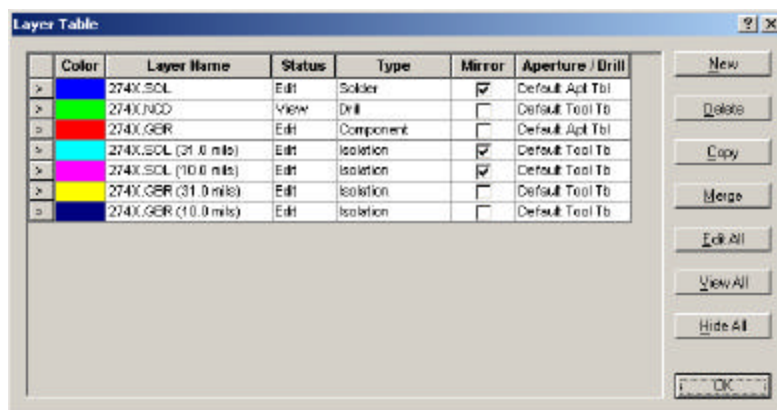 Layer Table
Color Layer Name Status Type Mirror Aperture / Drill
274X.SOL Edit Solder Default Apt Tbl
274X.NCD View Drill Default Tool Tb
274X.GBR Edit Component Default Apt Tbl
274X.SOL (31.0 mils) Edit Isolation Default Tool Tb
274X.SOL (10.0 mils) Edit Isolation Default Tool Tb
274X.GBR (31.0 mils) Edit Isolation Default Tool Tb
274X.GBR (10.0 mils) Edit Isolation Default Tool Tb
New
Delete
Copy
Merge
Edit All
View All
Hide All
OK